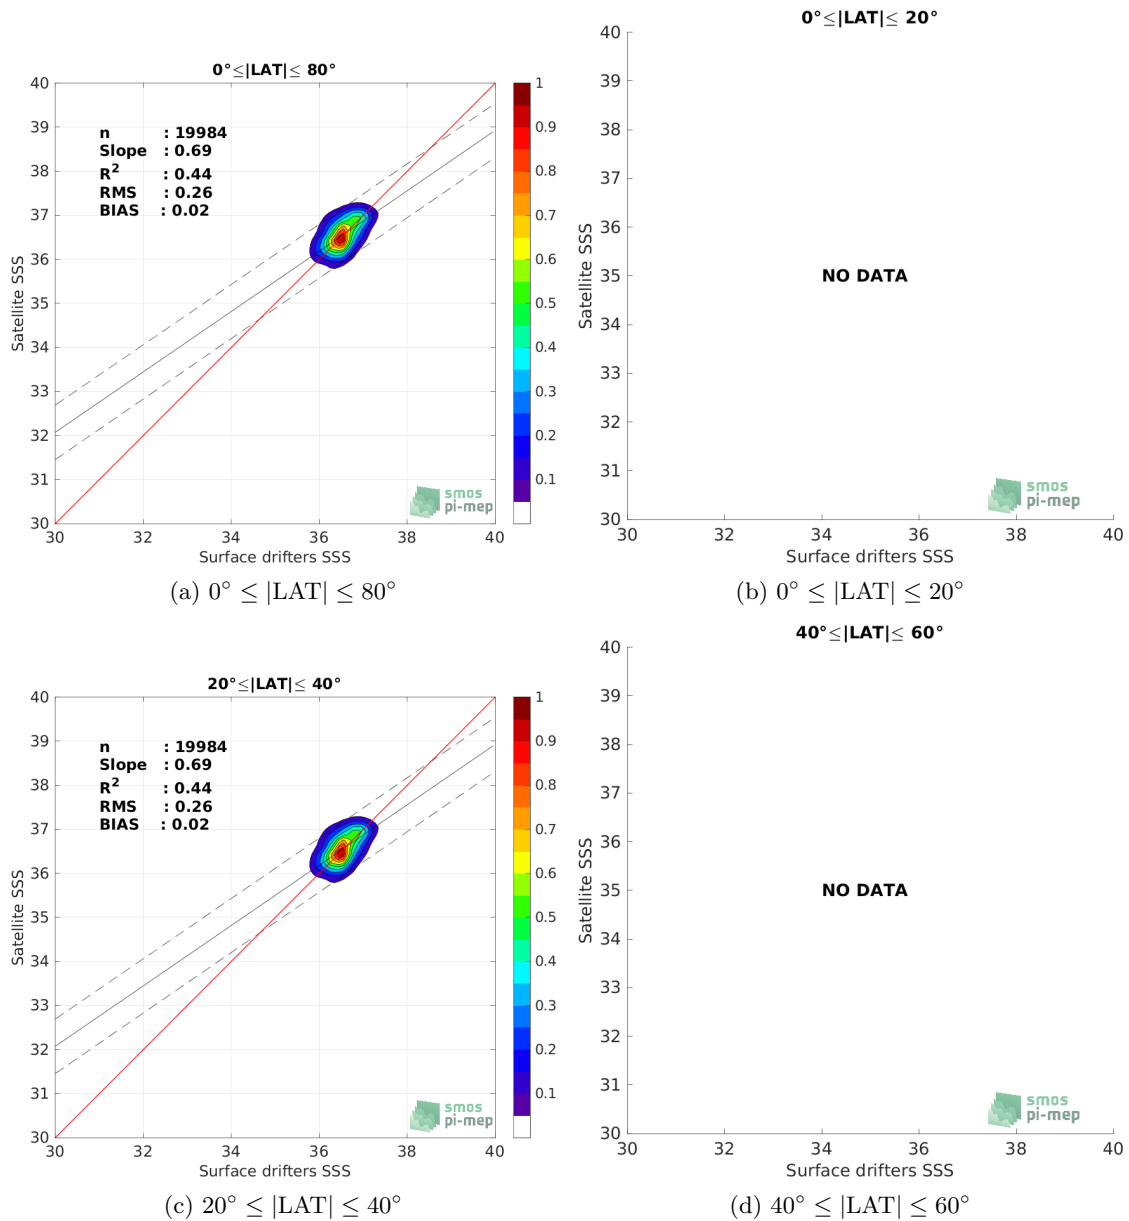 0°≤|LAT|≤ 80°
40
39
38
37
36
35
34
33
32
31
30
Satellite SSS
n : 19984
Slope : 0.69
R² : 0.44
RMS : 0.26
BIAS : 0.02
smos
pi-mep
30 32 34 36 38 40
Surface drifters SSS
1
0.9
0.8
0.7
0.6
0.5
0.4
0.3
0.2
0.1
(a) 0° ≤ |LAT| ≤ 80°
0°≤|LAT|≤ 20°
40
39
38
37
36
35
34
33
32
31
30
Satellite SSS
NO DATA
smos
pi-mep
30 32 34 36 38 40
Surface drifters SSS
(b) 0° ≤ |LAT| ≤ 20°
20°≤|LAT|≤ 40°
40
39
38
37
36
35
34
33
32
31
30
Satellite SSS
n : 19984
Slope : 0.69
R² : 0.44
RMS : 0.26
BIAS : 0.02
smos
pi-mep
30 32 34 36 38 40
Surface drifters SSS
1
0.9
0.8
0.7
0.6
0.5
0.4
0.3
0.2
0.1
(c) 20° ≤ |LAT| ≤ 40°
40°≤|LAT|≤ 60°
40
39
38
37
36
35
34
33
32
31
30
Satellite SSS
NO DATA
smos
pi-mep
30 32 34 36 38 40
Surface drifters SSS
(d) 40° ≤ |LAT| ≤ 60°